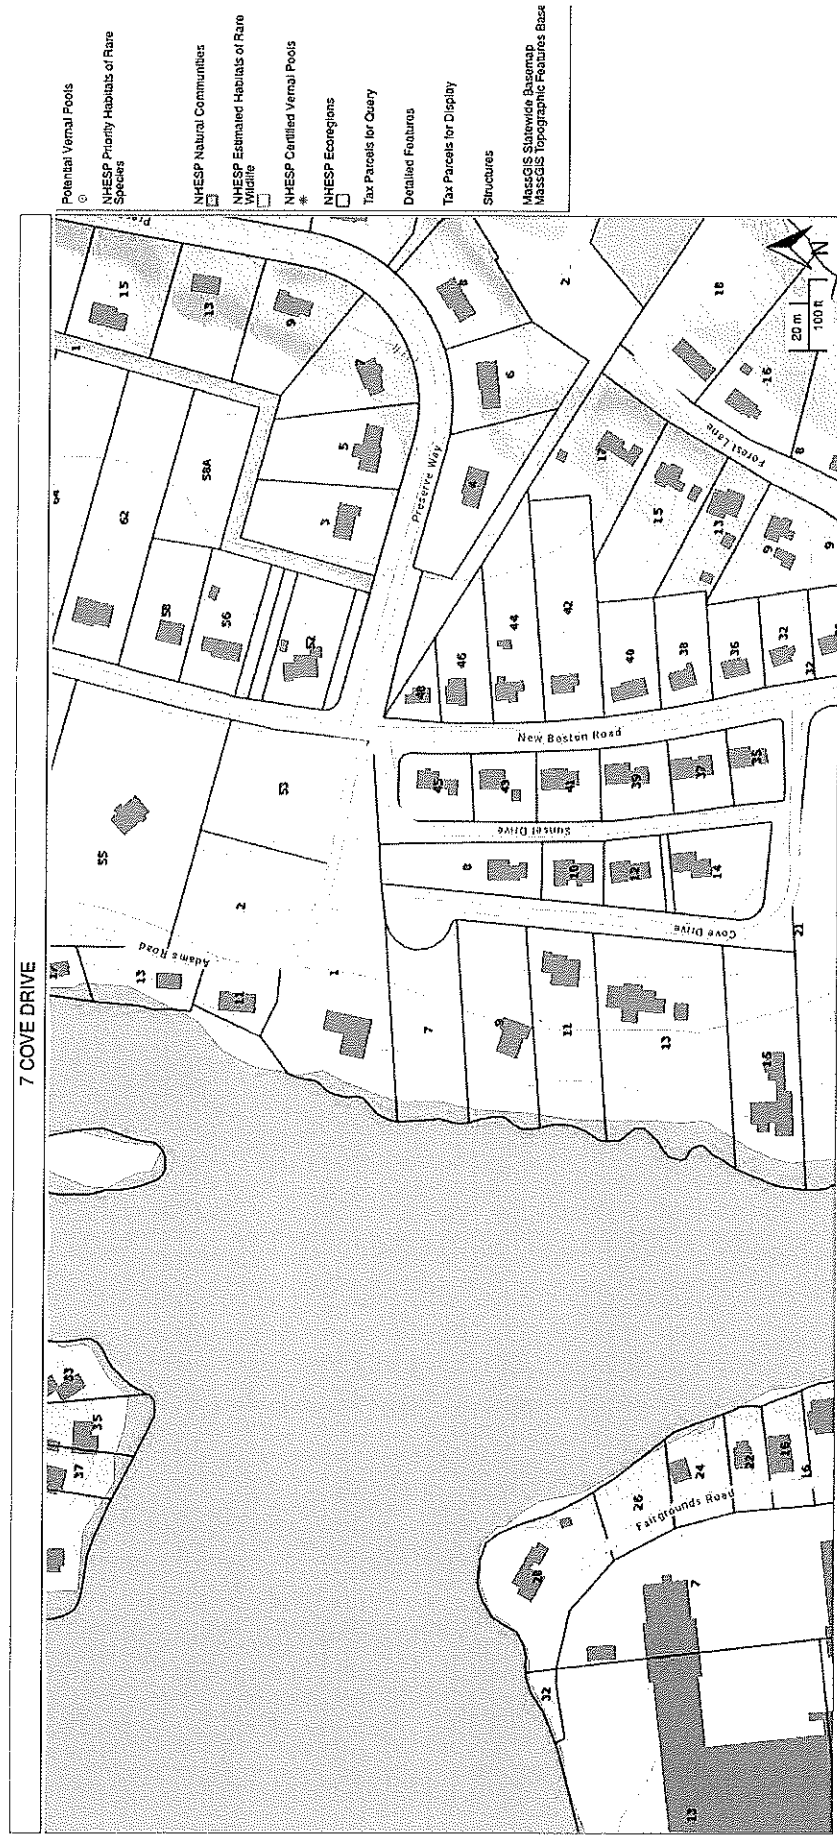 7 COVE DRIVE
Potential Vernal Pools
NHESP Priority Habitats of Rare
Species
NHESP Natural Communities
NHESP Estimated Habitats of Rare
Wildlife
NHESP Certified Vernal Pools
NHESP Ecoregions
Tax Parcels for Query
Detailed Features
Tax Parcels for Display
Structures
MassGIS Statewide Basemap
MassGIS Topographic Features Base
33
35
37
17
13
11
Adams Road
55
2
53
1
62
58
58A
56
52
1
15
13
9
7
5
3
Preserve Way
8
6
4
2
18
16
8
Forest Lane
17
15
13
9
9
48
46
44
42
40
38
36
32
32
New Boston Road
45
43
41
39
37
35
Sunset Drive
8
10
12
14
Cove Drive
21
7
9
11
13
15
28
26
24
22
16
16
Fairgrounds Road
32
7
13
20 m
100 ft
N